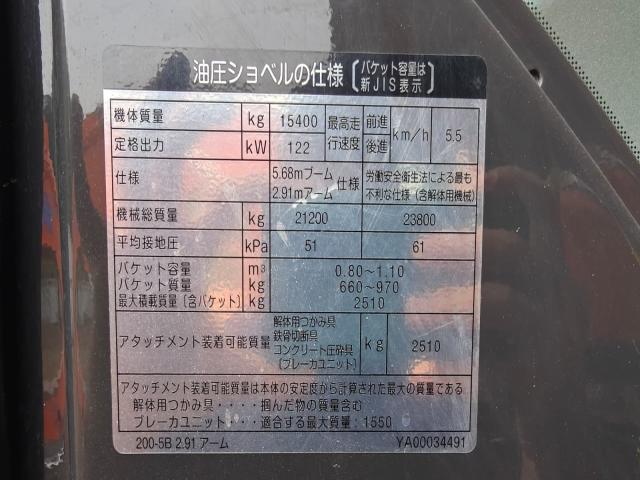 油圧ショベルの仕様〔バケット容量は新JIS表示〕
機体質量 kg 15400 最高走行速度 前進 後進 km/h 5.5
定格出力 kW 122
仕様 5.68mブーム 2.91mアーム 仕様 労働安全衛生法による最も不利な仕様(含解体用機械)
機械総質量 kg 21200 23800
平均接地圧 kPa 51 61
バケット容量 m³ 0.80~1.10
バケット質量 kg 660~970
最大積載質量(含バケット) kg 2510
アタッチメント装着可能質量 解体用つかみ具 鉄骨切断具 コンクリート圧砕具 (ブレーカユニット) kg 2510
アタッチメント装着可能質量は本体の安定度から計算された最大の質量である
解体用つかみ具・・・・掴んだ物の質量含む
ブレーカユニット・・・適合する最大質量:1550
200-5B 2.91 アーム YA00034491